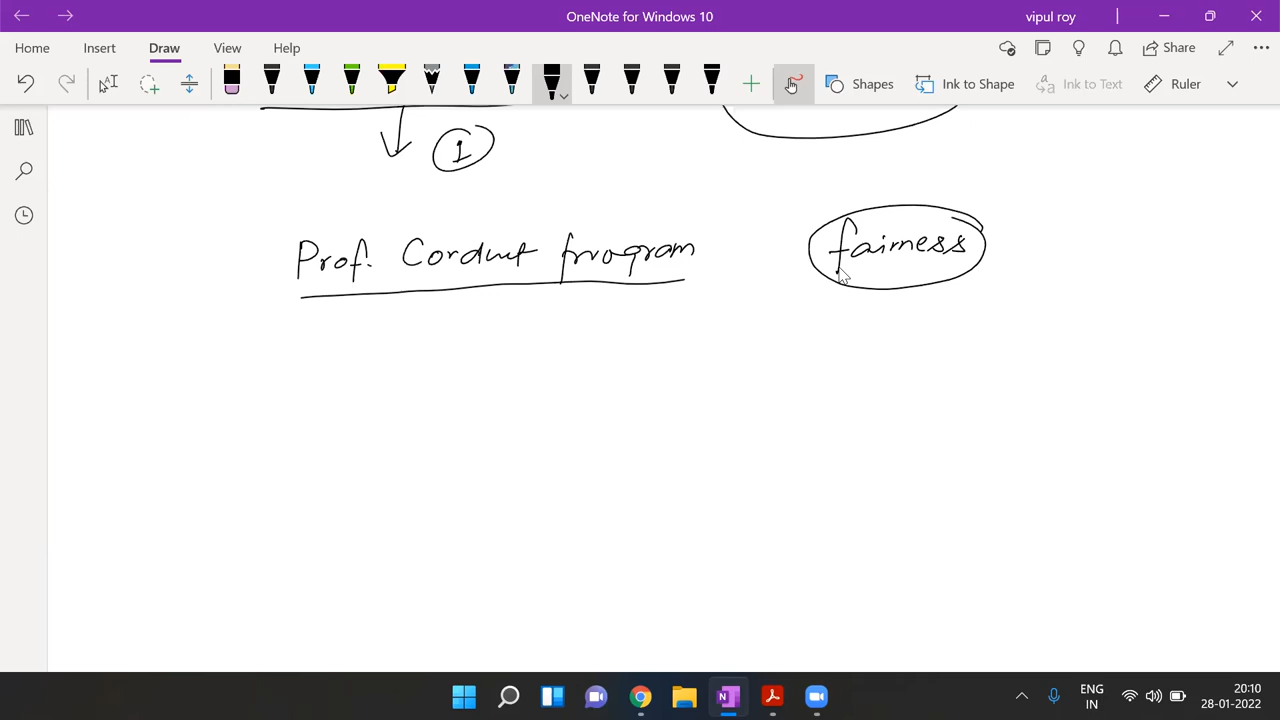 OneNote for Windows 10
vipul roy
Home Insert Draw View Help
Share
Shapes
Ink to Shape
Ink to Text
Ruler
1
Prof. Conduct program
fairness
ENG
IN
20:10
28-01-2022